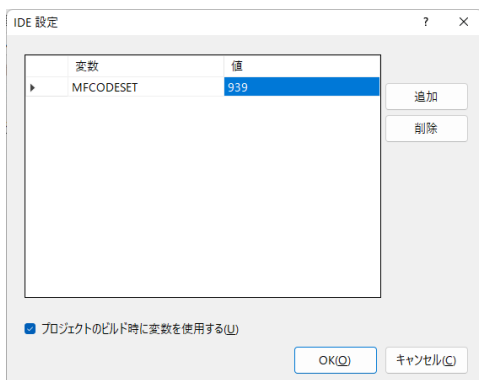 IDE 設定
? ×
変数 値
MFCODESET 939
追加
削除
プロジェクトのビルド時に変数を使用する(U)
OK(O) キャンセル(C)